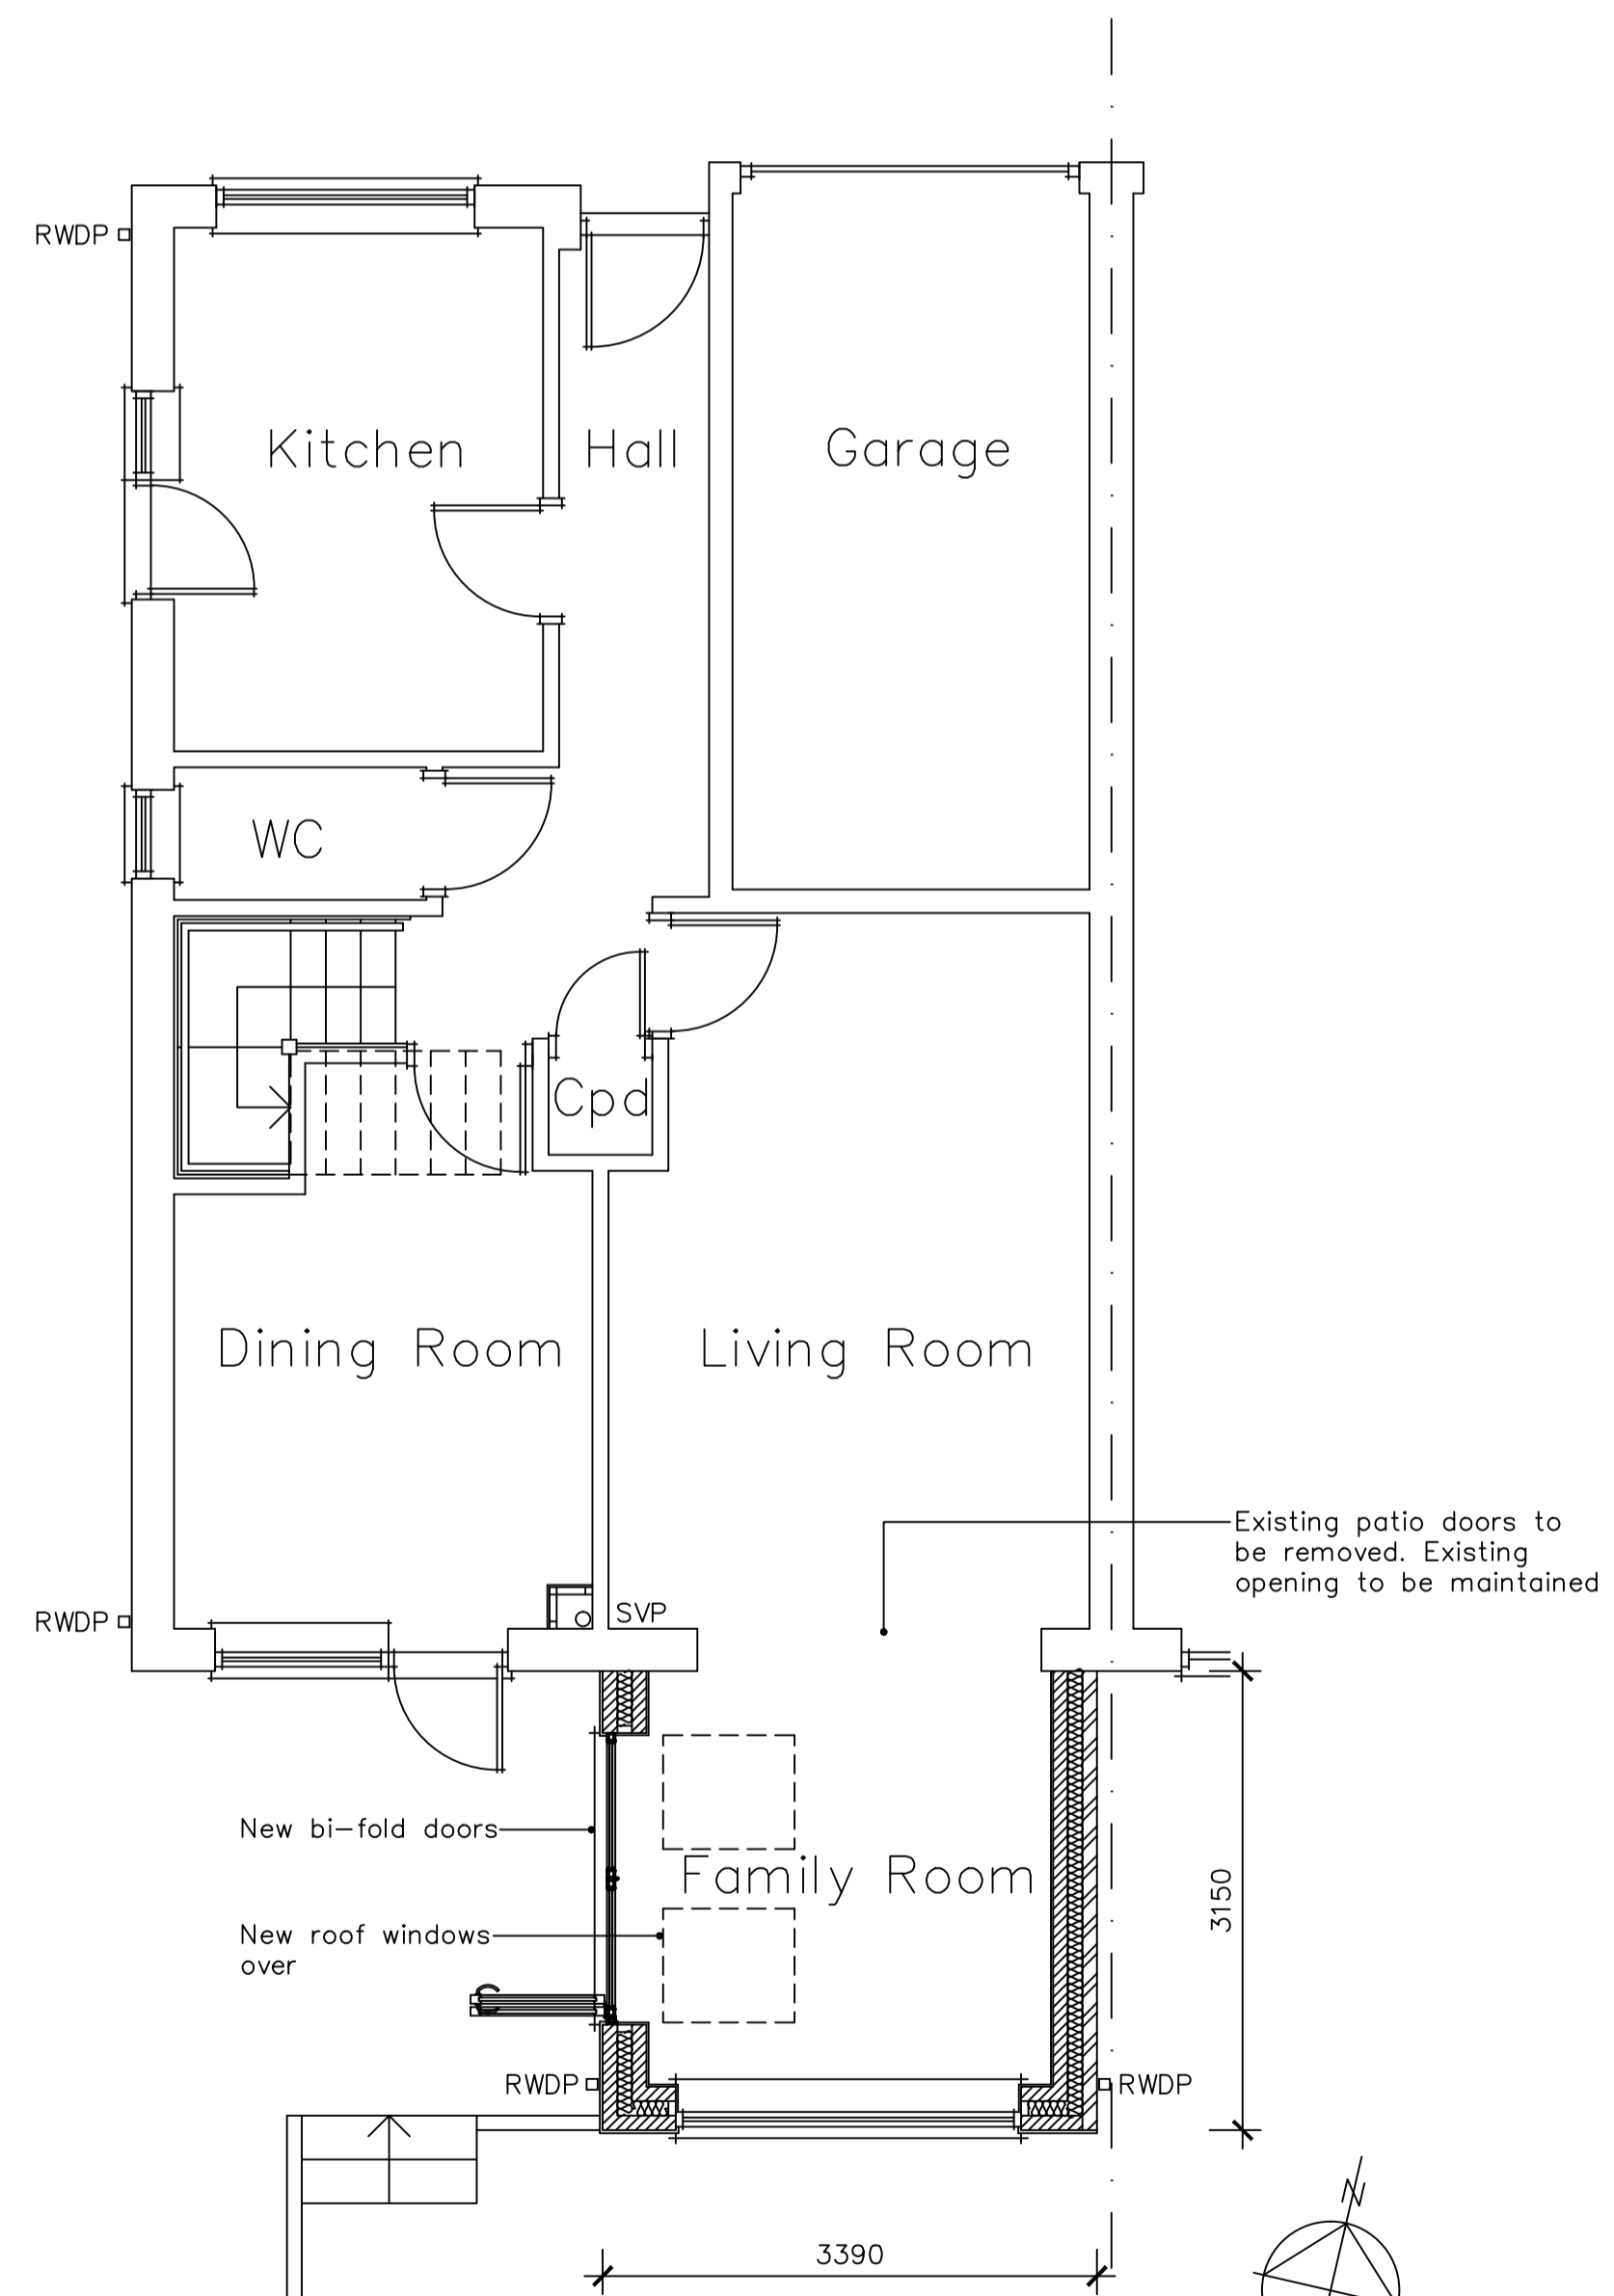 RWDP
Kitchen
Hall
Garage
WC
Cpd
Dining Room
Living Room
Existing patio doors to
be removed. Existing
opening to be maintained
RWDP
SVP
New bi-fold doors
Family Room
3150
New roof windows
over
RWDP
RWDP
N
3390